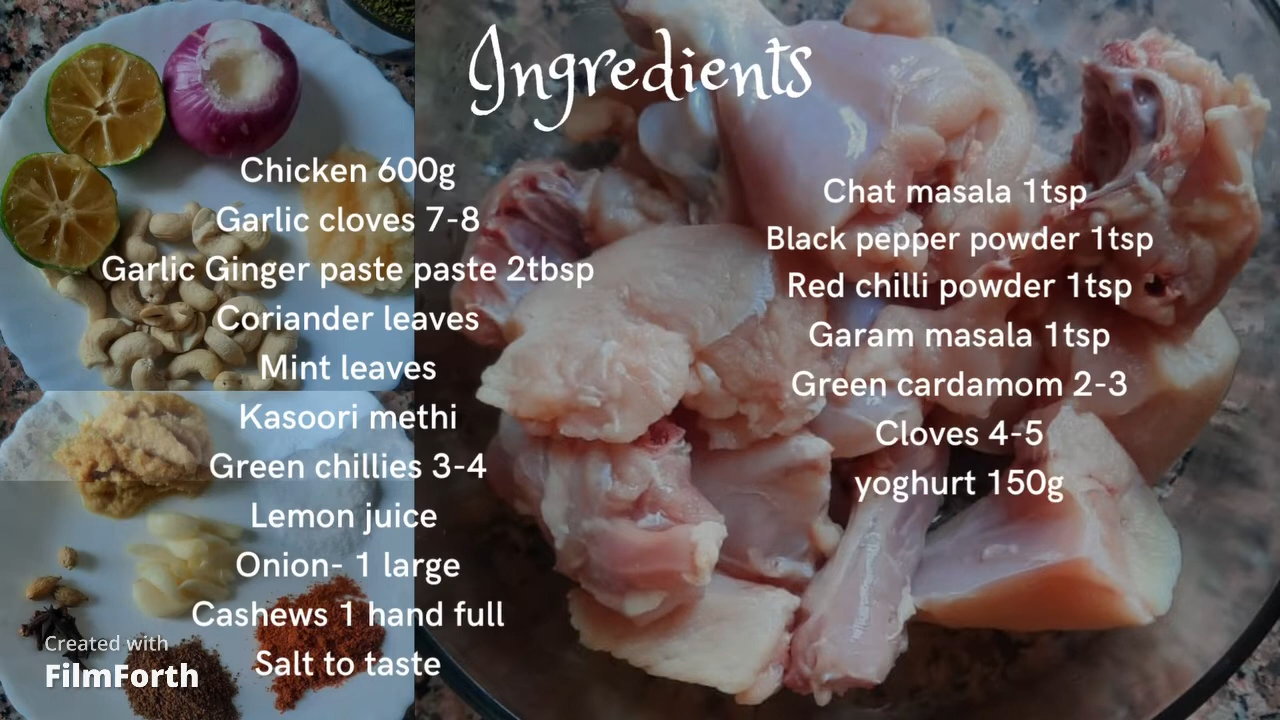 Ingredients
Chicken 600g
Garlic cloves 7-8
Garlic Ginger paste paste 2tbsp
Coriander leaves
Mint leaves
Kasoori methi
Green chillies 3-4
Lemon juice
Onion- 1 large
Cashews 1 hand full
Salt to taste
Chat masala 1tsp
Black pepper powder 1tsp
Red chilli powder 1tsp
Garam masala 1tsp
Green cardamom 2-3
Cloves 4-5
yoghurt 150g
Created with
FilmForth